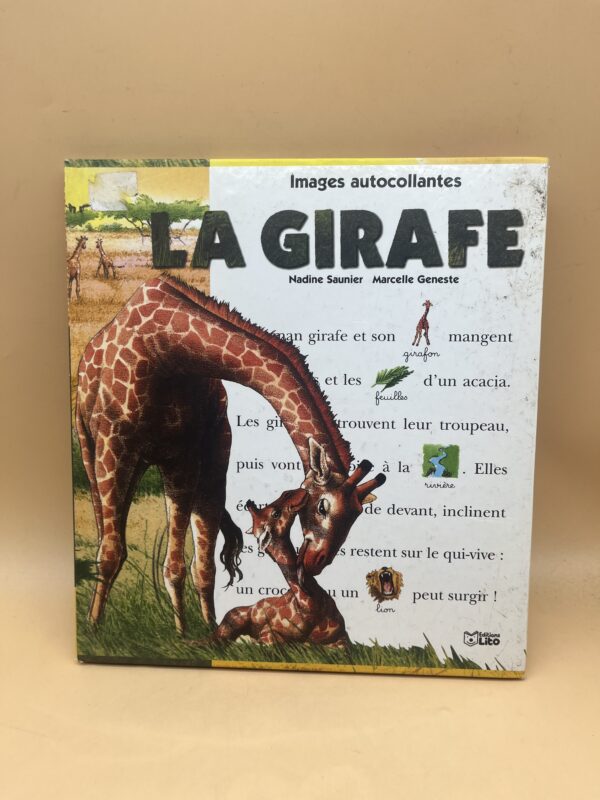 Images autocollantes
LA GIRAFE
Nadine Saunier Marcelle Geneste
girafe et son girafon mangent
et les feuilles d'un acacia.
Les trouvent leur troupeau,
puis vont à la rivière. Elles
de devant, inclinent
restent sur le qui-vive :
un un lion peut surgir !
Editions
Lito